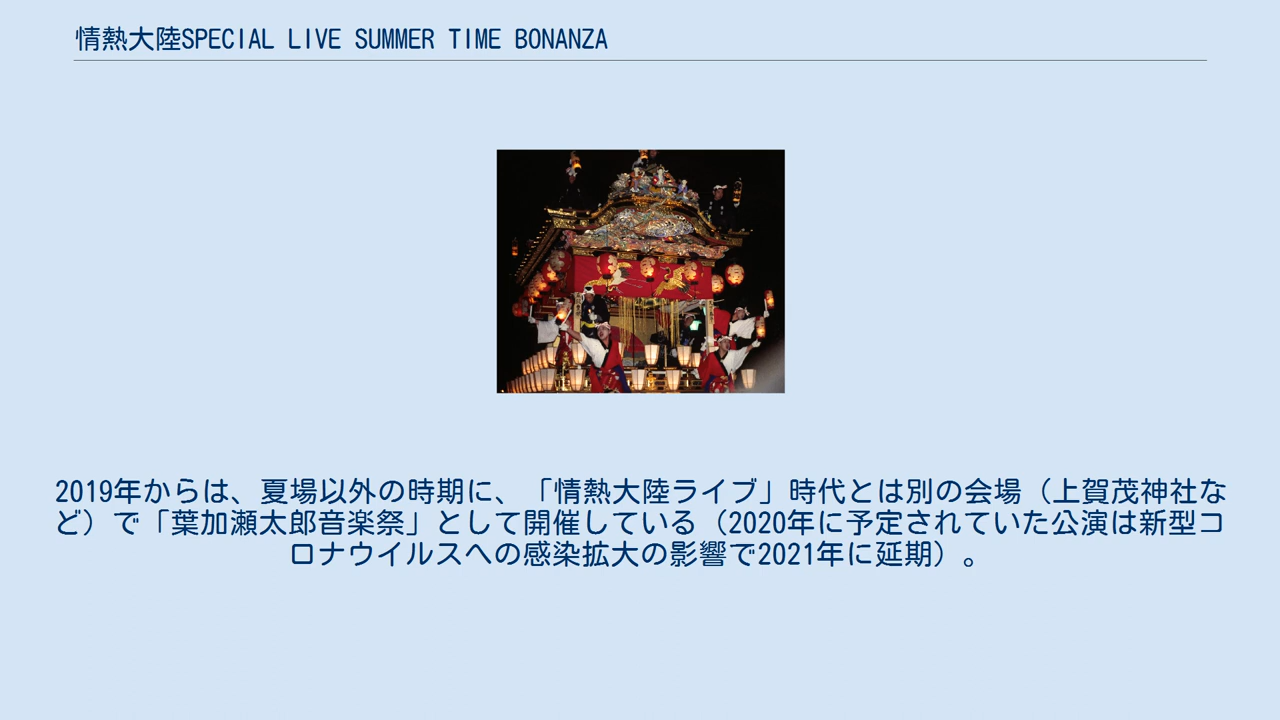 情熱大陸SPECIAL LIVE SUMMER TIME BONANZA
2019年からは、夏場以外の時期に、「情熱大陸ライブ」時代とは別の会場（上賀茂神社な
ど）で「葉加瀬太郎音楽祭」として開催している（2020年に予定されていた公演は新型コ
ロナウイルスへの感染拡大の影響で2021年に延期）。